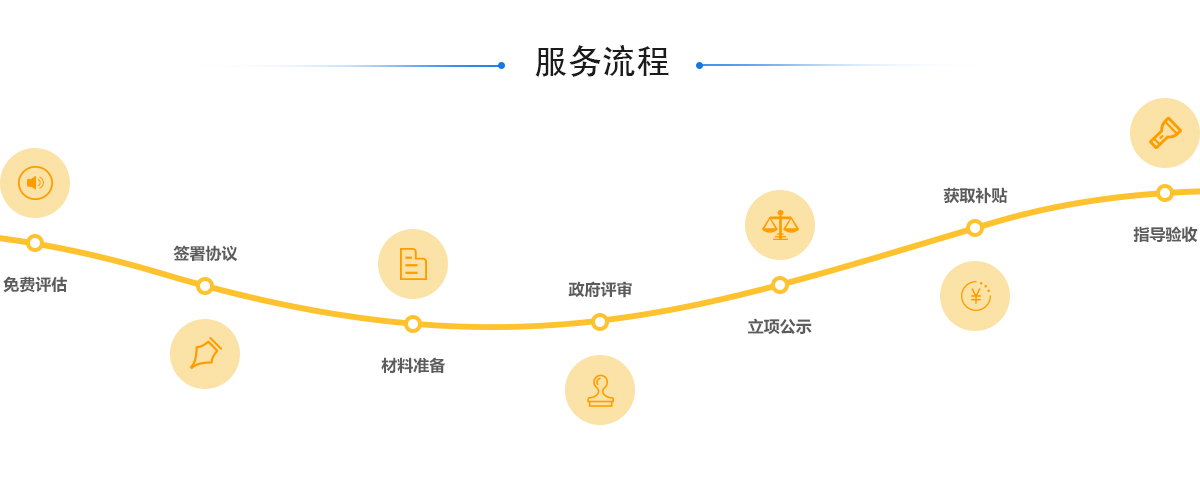 服务流程
免费评估
签署协议
材料准备
政府评审
立项公示
获取补贴
指导验收